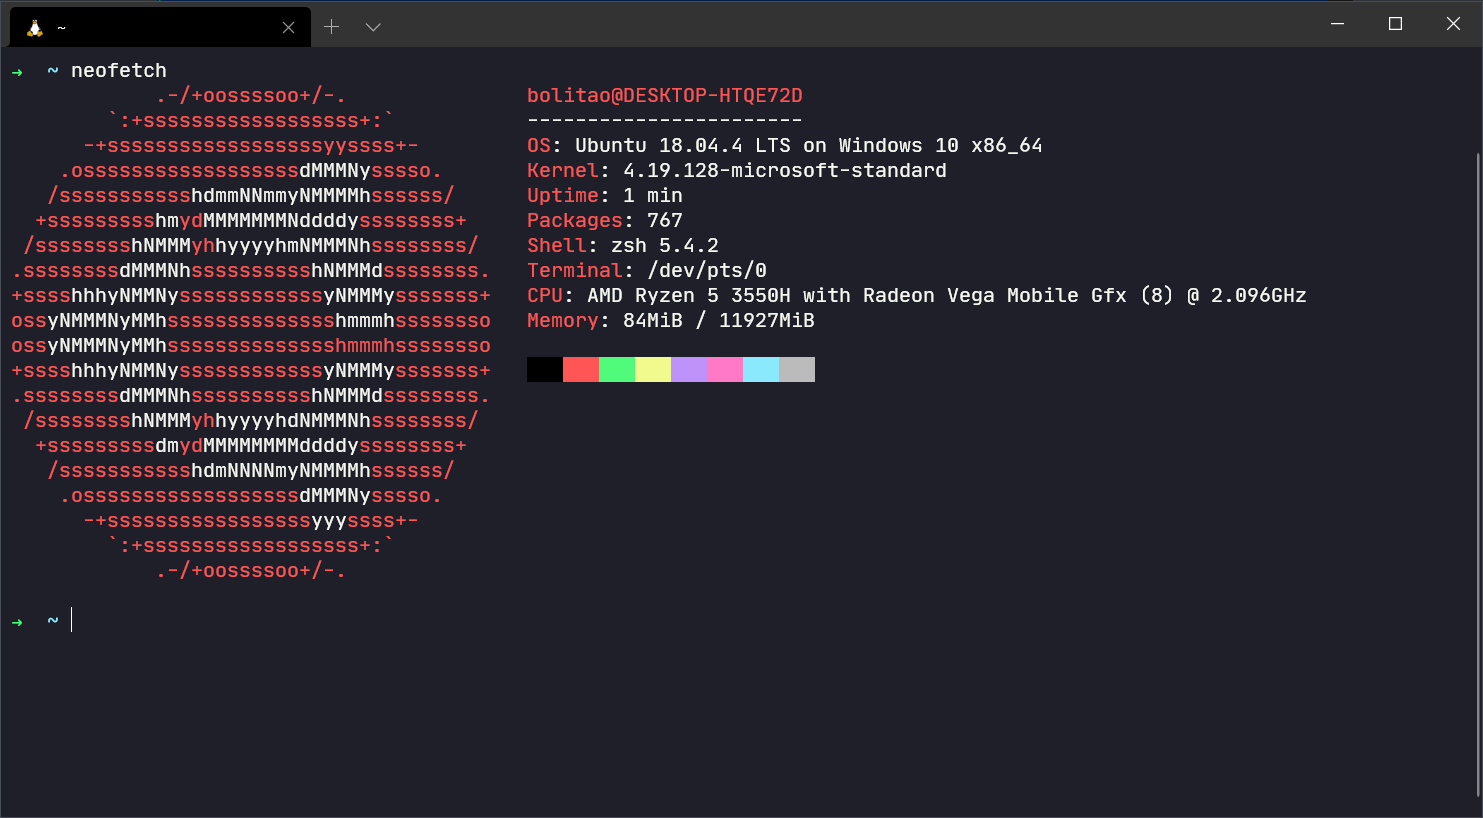 ~
→ ~ neofetch
.-/+oossssoo+/-.
`:+ssssssssssssssssss+:`
-+ssssssssssssssssssyyssss+-
.ossssssssssssssssssdMMMNysssso.
/ssssssssssshdmmNNmmyNMMMMhssssss/
+ssssssssshmydMMMMMMMNddddyssssssss+
/sssssssshNMMMyhhyyyyhmNMMMNhssssssss/
.ssssssssdMMMNhsssssssssshNMMMdssssssss.
+sssshhhyNMMNyssssssssssssyNMMMysssssss+
ossyNMMMNyMMhsssssssssssssshmmmhssssssso
ossyNMMMNyMMhsssssssssssssshmmmhssssssso
+sssshhhyNMMNyssssssssssssyNMMMysssssss+
.ssssssssdMMMNhsssssssssshNMMMdssssssss.
/sssssssshNMMMyhhyyyyhdNMMMNhssssssss/
+sssssssssdmydMMMMMMMMddddyssssssss+
/ssssssssssshdmNNNNmyNMMMMhssssss/
.ossssssssssssssssssdMMMNysssso.
-+sssssssssssssssssyyyssss+-
`:+ssssssssssssssssss+:`
.-/+oossssoo+/-.
bolitao@DESKTOP-HTQE72D
-----------------------
OS: Ubuntu 18.04.4 LTS on Windows 10 x86_64
Kernel: 4.19.128-microsoft-standard
Uptime: 1 min
Packages: 767
Shell: zsh 5.4.2
Terminal: /dev/pts/0
CPU: AMD Ryzen 5 3550H with Radeon Vega Mobile Gfx (8) @ 2.096GHz
Memory: 84MiB / 11927MiB
→ ~